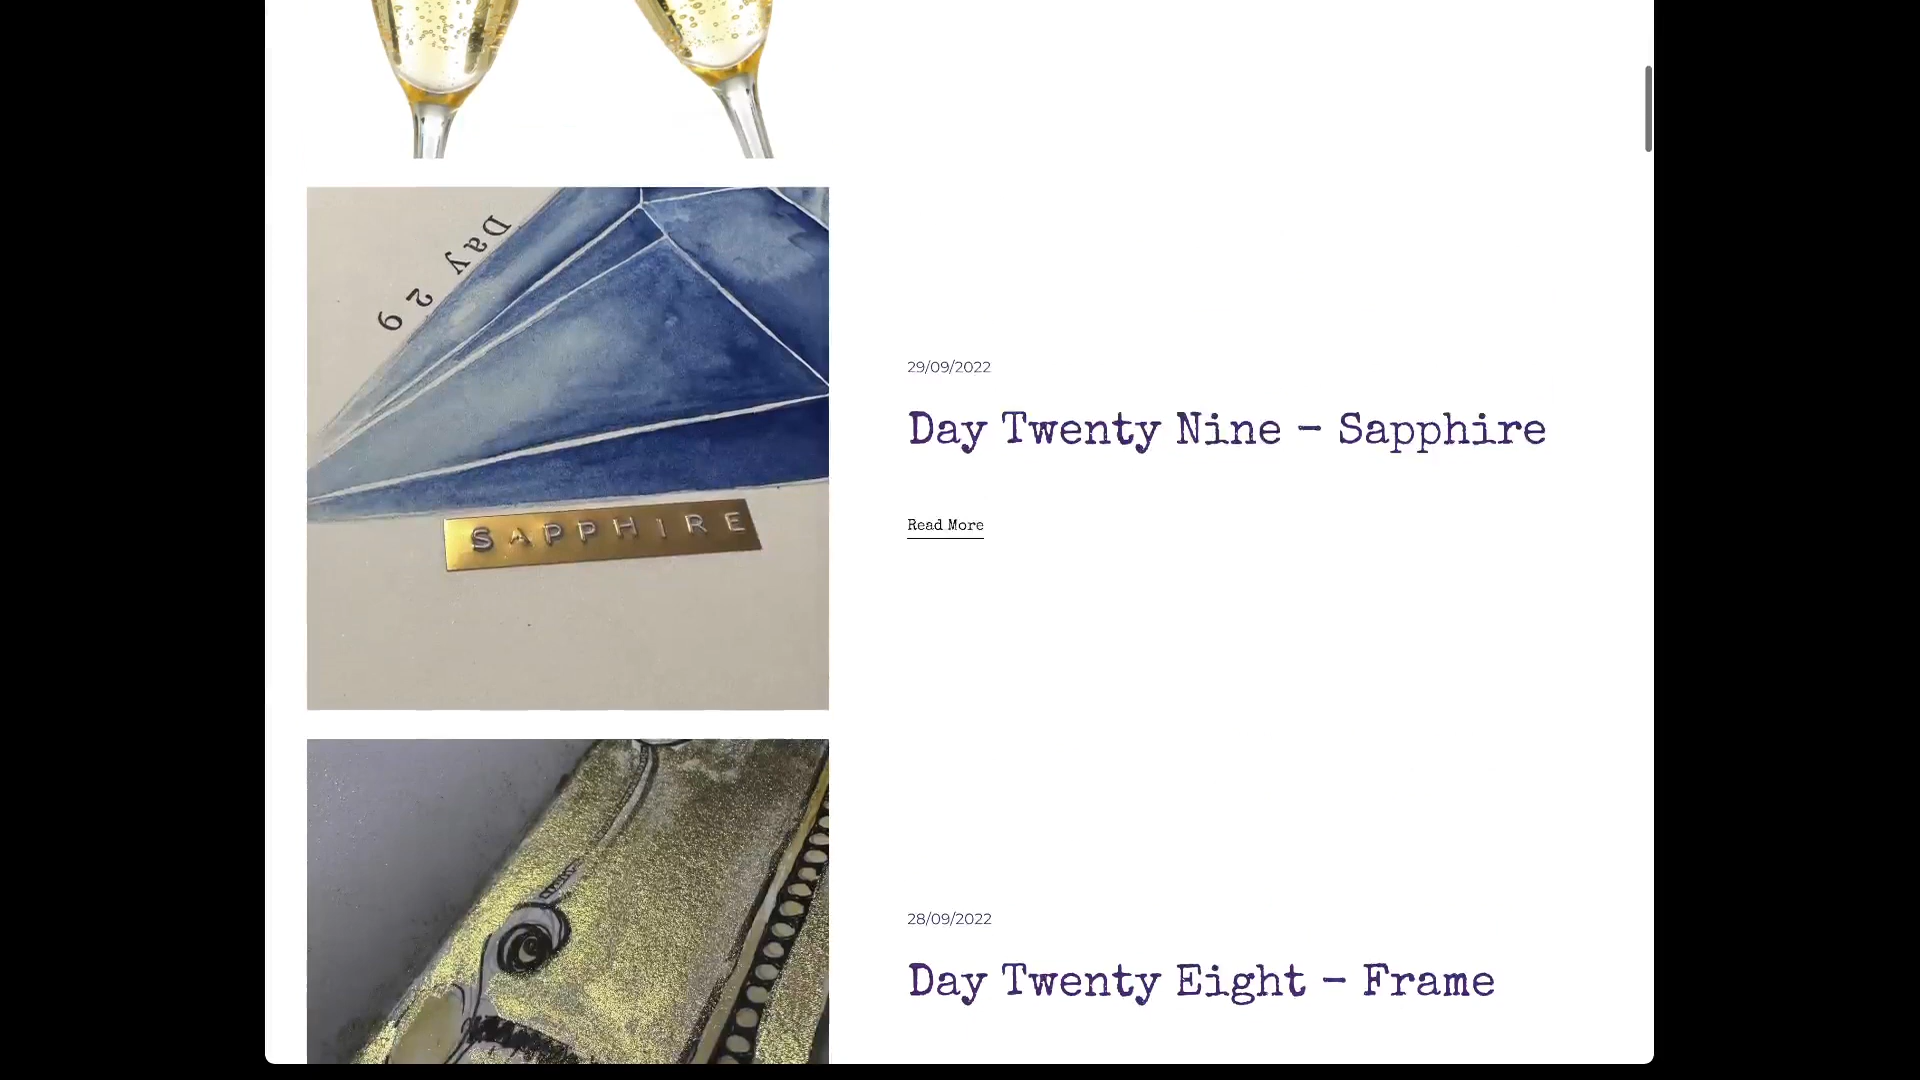 Day 29
SAPPHIRE
29/09/2022
Day Twenty Nine – Sapphire
Read More
28/09/2022
Day Twenty Eight – Frame